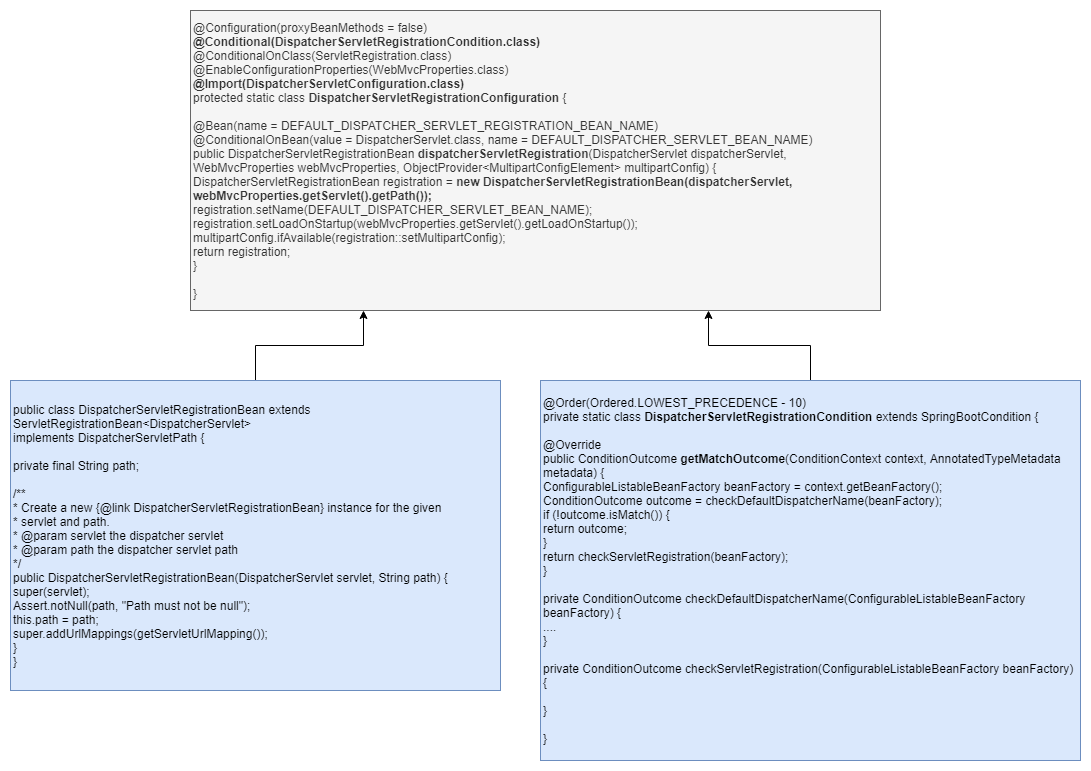 @Configuration(proxyBeanMethods = false)
@Conditional(DispatcherServletRegistrationCondition.class)
@ConditionalOnClass(ServletRegistration.class)
@EnableConfigurationProperties(WebMvcProperties.class)
@Import(DispatcherServletConfiguration.class)
protected static class DispatcherServletRegistrationConfiguration {
@Bean(name = DEFAULT_DISPATCHER_SERVLET_REGISTRATION_BEAN_NAME)
@ConditionalOnBean(value = DispatcherServlet.class, name = DEFAULT_DISPATCHER_SERVLET_BEAN_NAME)
public DispatcherServletRegistrationBean dispatcherServletRegistration(DispatcherServlet dispatcherServlet,
WebMvcProperties webMvcProperties, ObjectProvider<MultipartConfigElement> multipartConfig) {
DispatcherServletRegistrationBean registration = new DispatcherServletRegistrationBean(dispatcherServlet,
webMvcProperties.getServlet().getPath());
registration.setName(DEFAULT_DISPATCHER_SERVLET_BEAN_NAME);
registration.setLoadOnStartup(webMvcProperties.getServlet().getLoadOnStartup());
multipartConfig.ifAvailable(registration::setMultipartConfig);
return registration;
}
}
public class DispatcherServletRegistrationBean extends
ServletRegistrationBean<DispatcherServlet>
implements DispatcherServletPath {
private final String path;
/**
* Create a new {@link DispatcherServletRegistrationBean} instance for the given
* servlet and path.
* @param servlet the dispatcher servlet
* @param path the dispatcher servlet path
*/
public DispatcherServletRegistrationBean(DispatcherServlet servlet, String path) {
super(servlet);
Assert.notNull(path, "Path must not be null");
this.path = path;
super.addUrlMappings(getServletUrlMapping());
}
}
@Order(Ordered.LOWEST_PRECEDENCE - 10)
private static class DispatcherServletRegistrationCondition extends SpringBootCondition {
@Override
public ConditionOutcome getMatchOutcome(ConditionContext context, AnnotatedTypeMetadata
metadata) {
ConfigurableListableBeanFactory beanFactory = context.getBeanFactory();
ConditionOutcome outcome = checkDefaultDispatcherName(beanFactory);
if (!outcome.isMatch()) {
return outcome;
}
return checkServletRegistration(beanFactory);
}
private ConditionOutcome checkDefaultDispatcherName(ConfigurableListableBeanFactory
beanFactory) {
....
}
private ConditionOutcome checkServletRegistration(ConfigurableListableBeanFactory beanFactory)
{
}
}